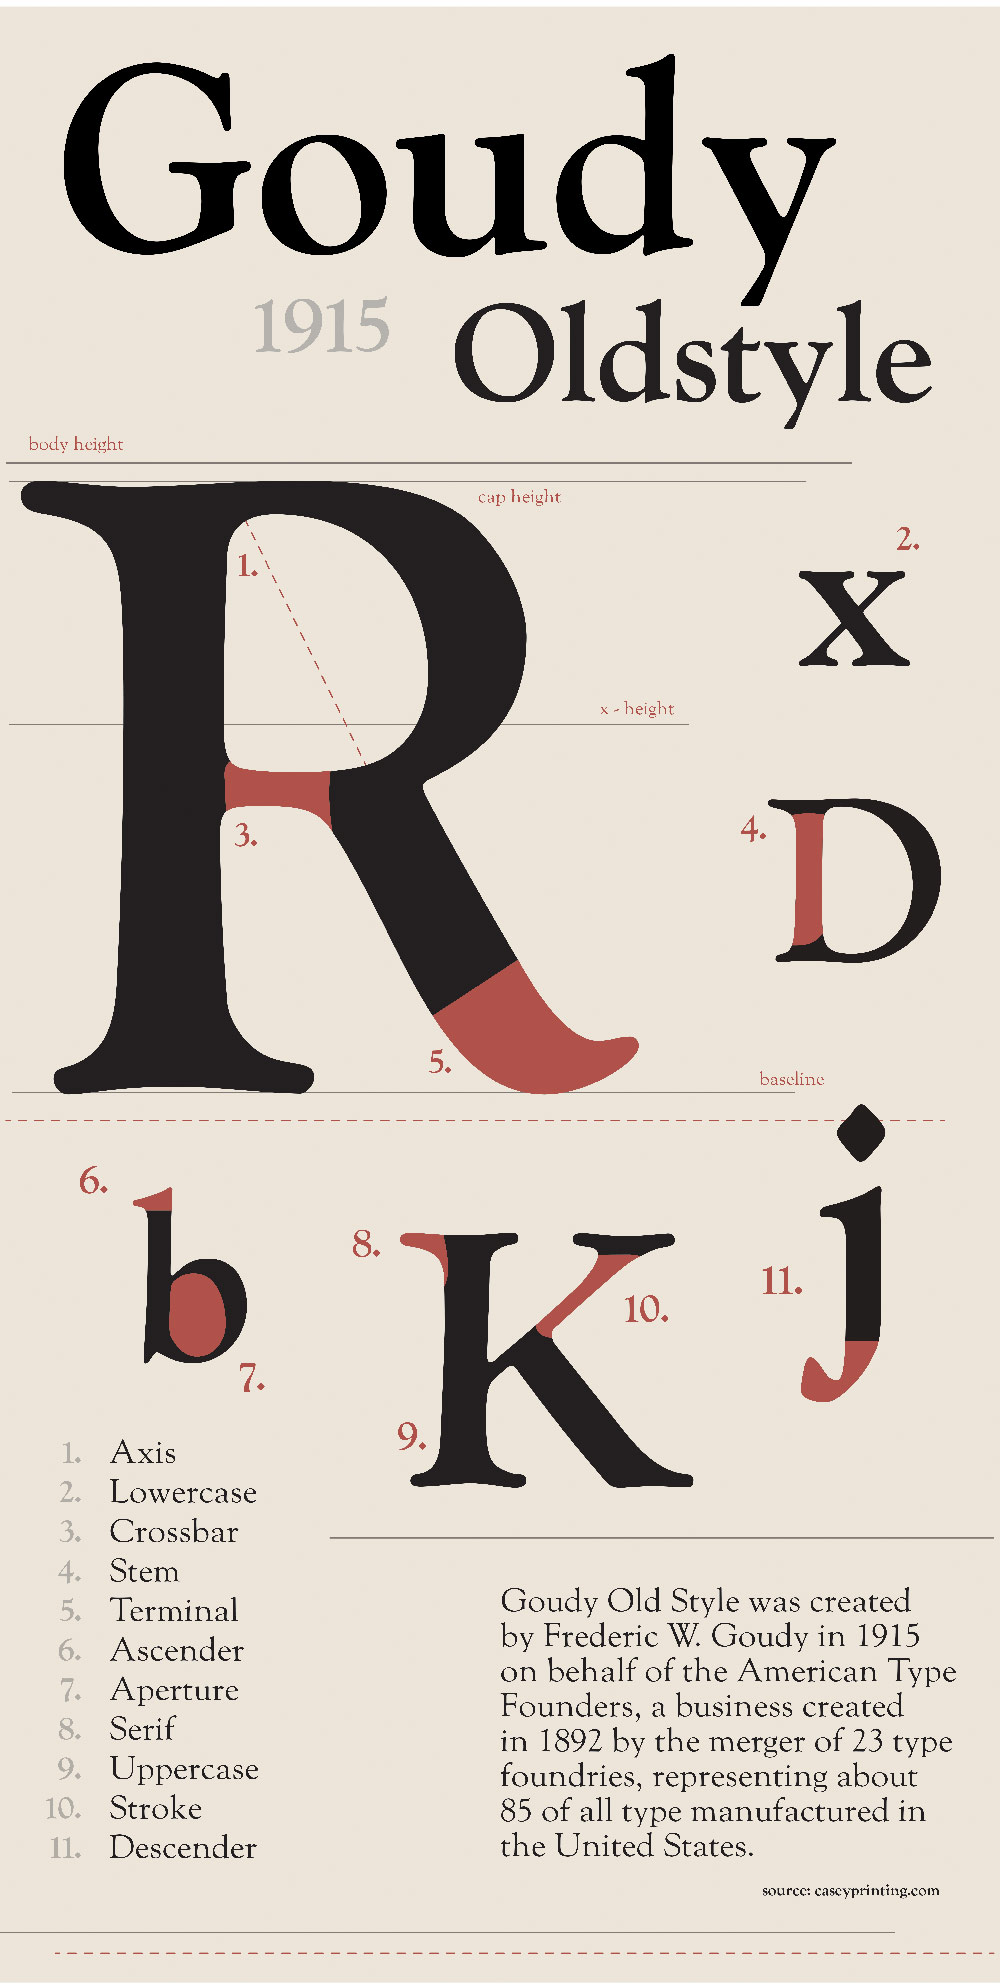 Goudy
1915
Oldstyle
body height
cap height
1.
2.
x
R
x - height
3.
4.
D
5.
baseline
6.
b
7.
8.
K
10.
9.
11.
j
1. Axis
2. Lowercase
3. Crossbar
4. Stem
5. Terminal
6. Ascender
7. Aperture
8. Serif
9. Uppercase
10. Stroke
11. Descender
Goudy Old Style was created
by Frederic W. Goudy in 1915
on behalf of the American Type
Founders, a business created
in 1892 by the merger of 23 type
foundries, representing about
85 of all type manufactured in
the United States.
source: caseyprinting.com